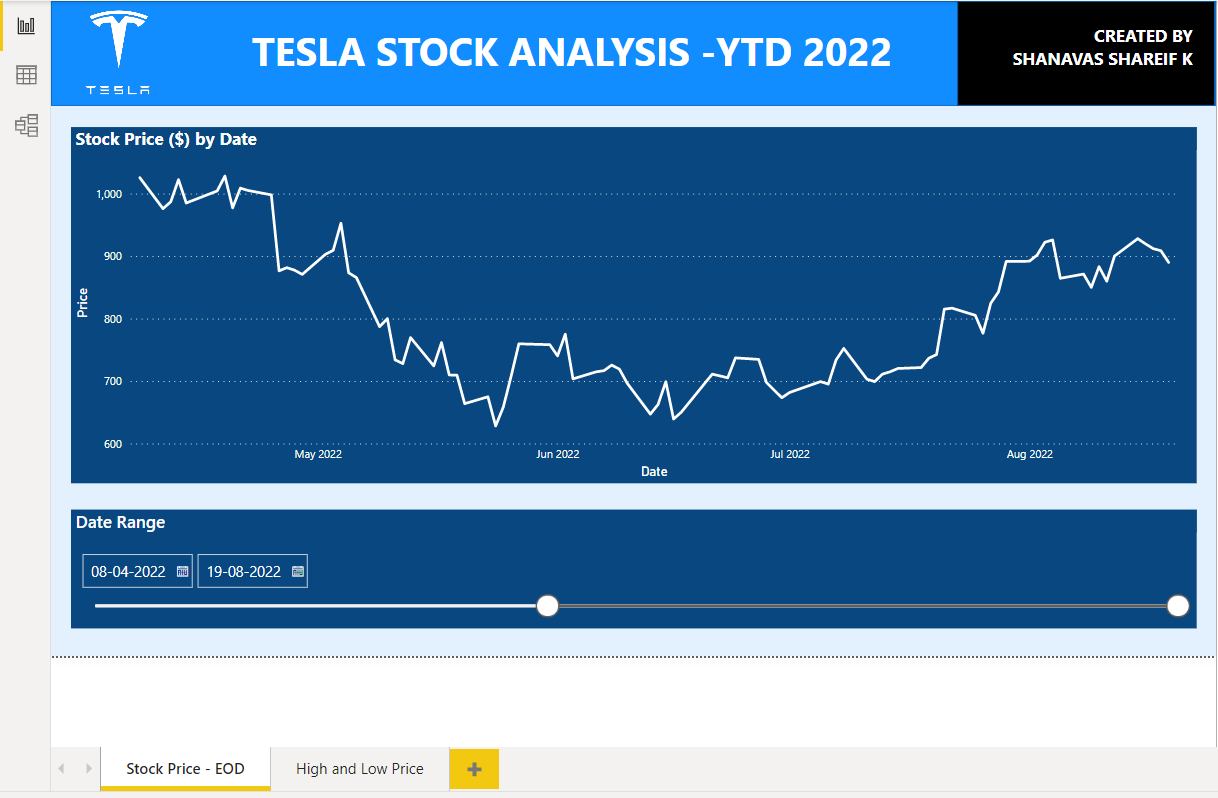 TESLA
TESLA STOCK ANALYSIS -YTD 2022
CREATED BY
SHANAVAS SHAREIF K
Stock Price ($) by Date
1,000
900
800
700
600
Price
May 2022
Jun 2022
Jul 2022
Aug 2022
Date
Date Range
08-04-2022
19-08-2022
Stock Price - EOD
High and Low Price
+